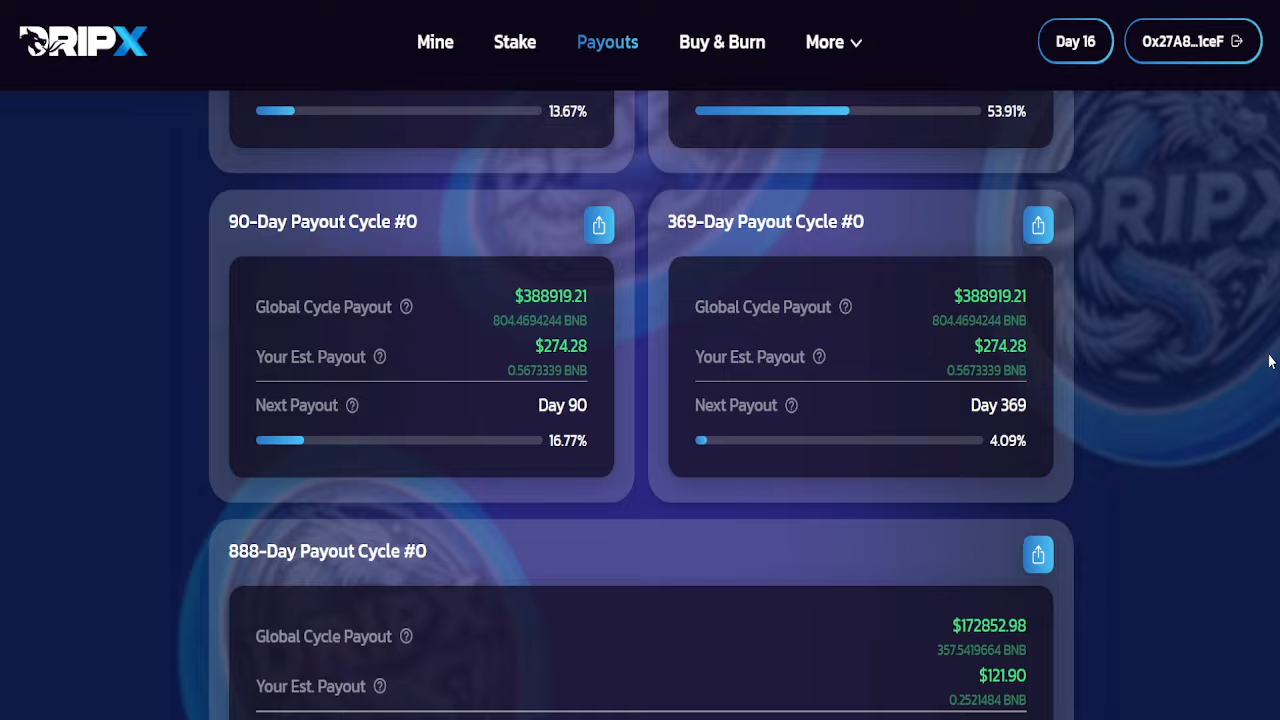 DRIPX
Mine
Stake
Payouts
Buy & Burn
More
Day 16
0x27A8...1ceF
13.67%
53.91%
90-Day Payout Cycle #0
Global Cycle Payout
$388919.21
804.4694244 BNB
Your Est. Payout
$274.28
0.5673339 BNB
Next Payout
Day 90
16.77%
369-Day Payout Cycle #0
Global Cycle Payout
$388919.21
804.4694244 BNB
Your Est. Payout
$274.28
0.5673339 BNB
Next Payout
Day 369
4.09%
888-Day Payout Cycle #0
Global Cycle Payout
$172852.98
357.5419664 BNB
Your Est. Payout
$121.90
0.2521484 BNB
DRIPX